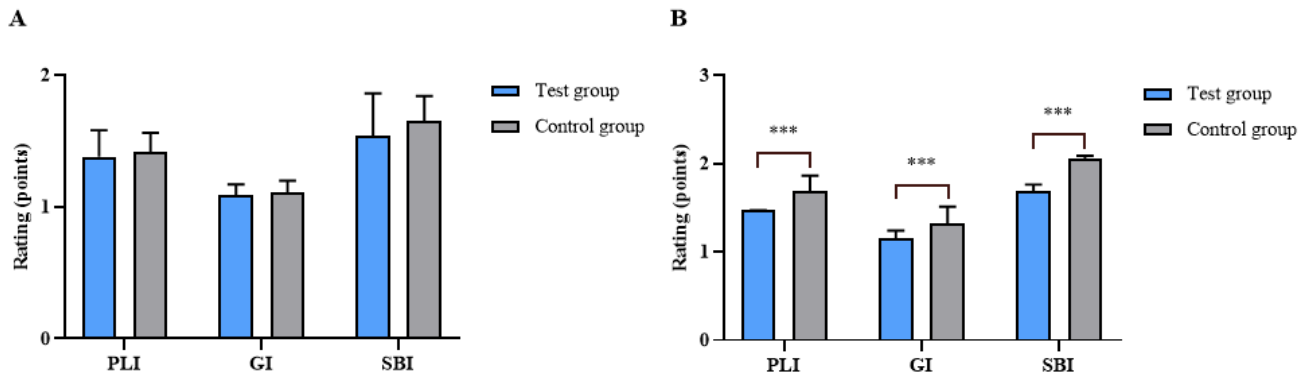 A
Rating (points)
2
1
0
PLI
GI
SBI
Test group
Control group
B
Rating (points)
3
2
1
0
***
***
***
PLI
GI
SBI
Test group
Control group